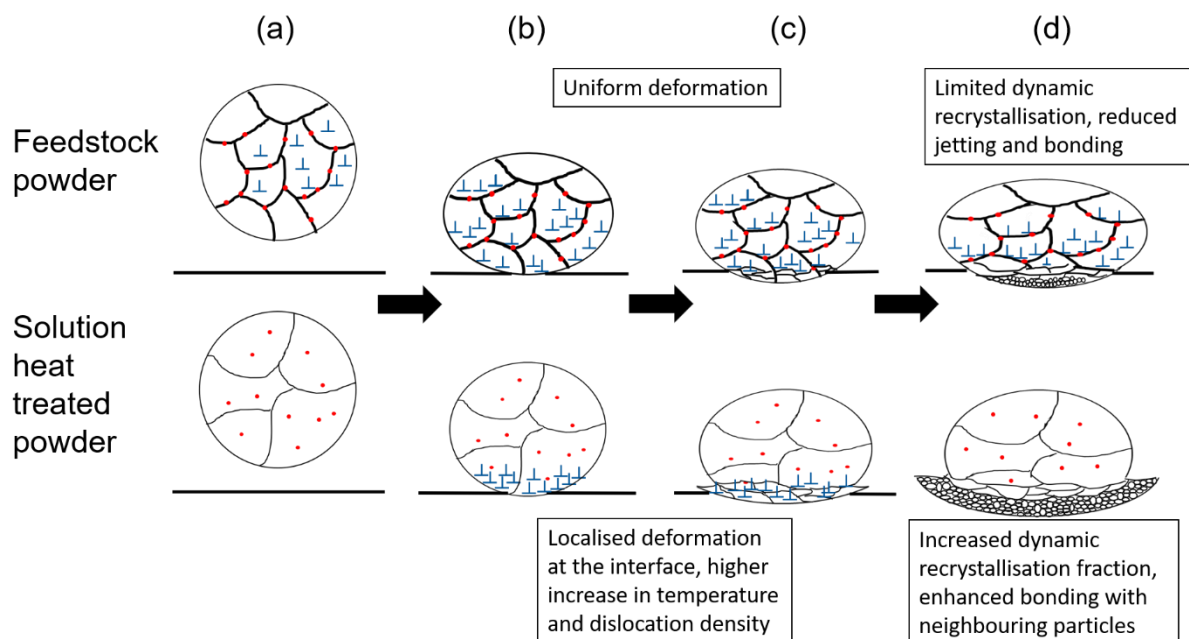 (a)
(b)
(c)
(d)
Uniform deformation
Limited dynamic
recrystallisation, reduced
jetting and bonding
Feedstock
powder
Solution
heat
treated
powder
Localised deformation
at the interface, higher
increase in temperature
and dislocation density
Increased dynamic
recrystallisation fraction,
enhanced bonding with
neighbouring particles